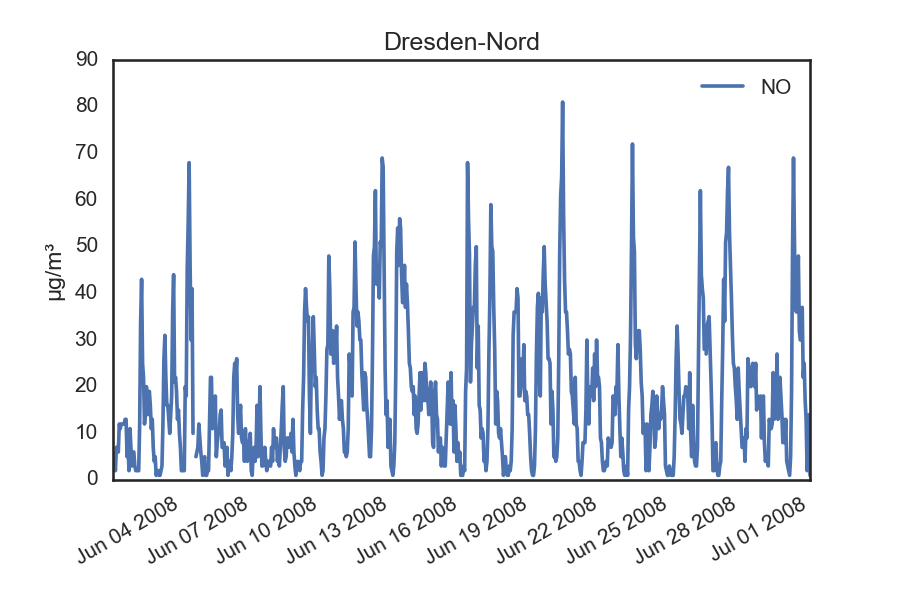 Dresden-Nord
NO
µg/m³
90
80
70
60
50
40
30
20
10
0
Jun 04 2008
Jun 07 2008
Jun 10 2008
Jun 13 2008
Jun 16 2008
Jun 19 2008
Jun 22 2008
Jun 25 2008
Jun 28 2008
Jul 01 2008